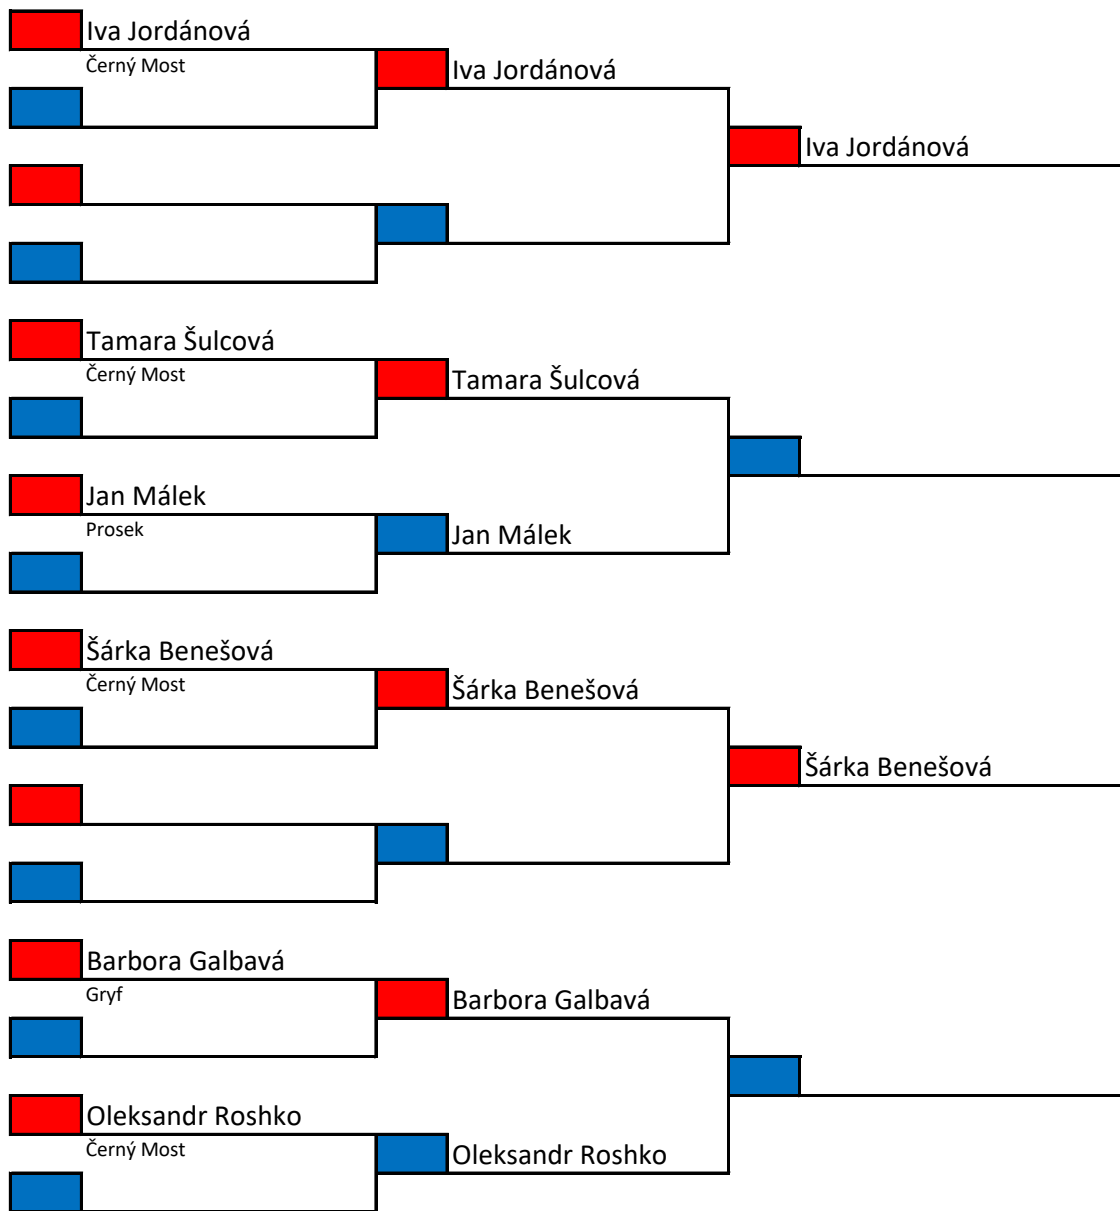 Iva Jordánová
Černý Most
Iva Jordánová
Iva Jordánová
Tamara Šulcová
Černý Most
Tamara Šulcová
Jan Málek
Prosek
Jan Málek
Šárka Benešová
Černý Most
Šárka Benešová
Šárka Benešová
Barbora Galbavá
Gryf
Barbora Galbavá
Oleksandr Roshko
Černý Most
Oleksandr Roshko